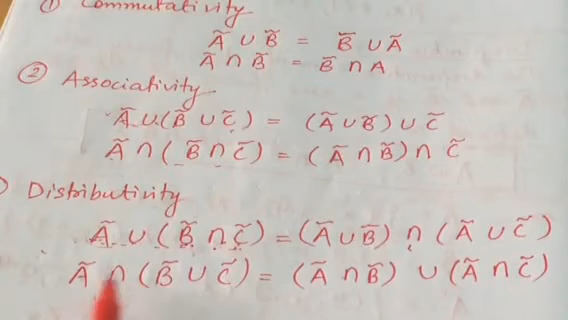 ① Commutativity
Ã ∪ B̃ = B̃ ∪ Ã
Ã ∩ B̃ = B̃ ∩ A
② Associativity
Ã ∪ (B̃ ∪ C̃) = (Ã ∪ B̃) ∪ C̃
Ã ∩ (B̃ ∩ C̃) = (Ã ∩ B̃) ∩ C̃
) Distributivity
Ã ∪ (B̃ ∩ C̃) = (Ã ∪ B̃) ∩ (Ã ∪ C̃)
Ã ∩ (B̃ ∪ C̃) = (Ã ∩ B̃) ∪ (Ã ∩ C̃)